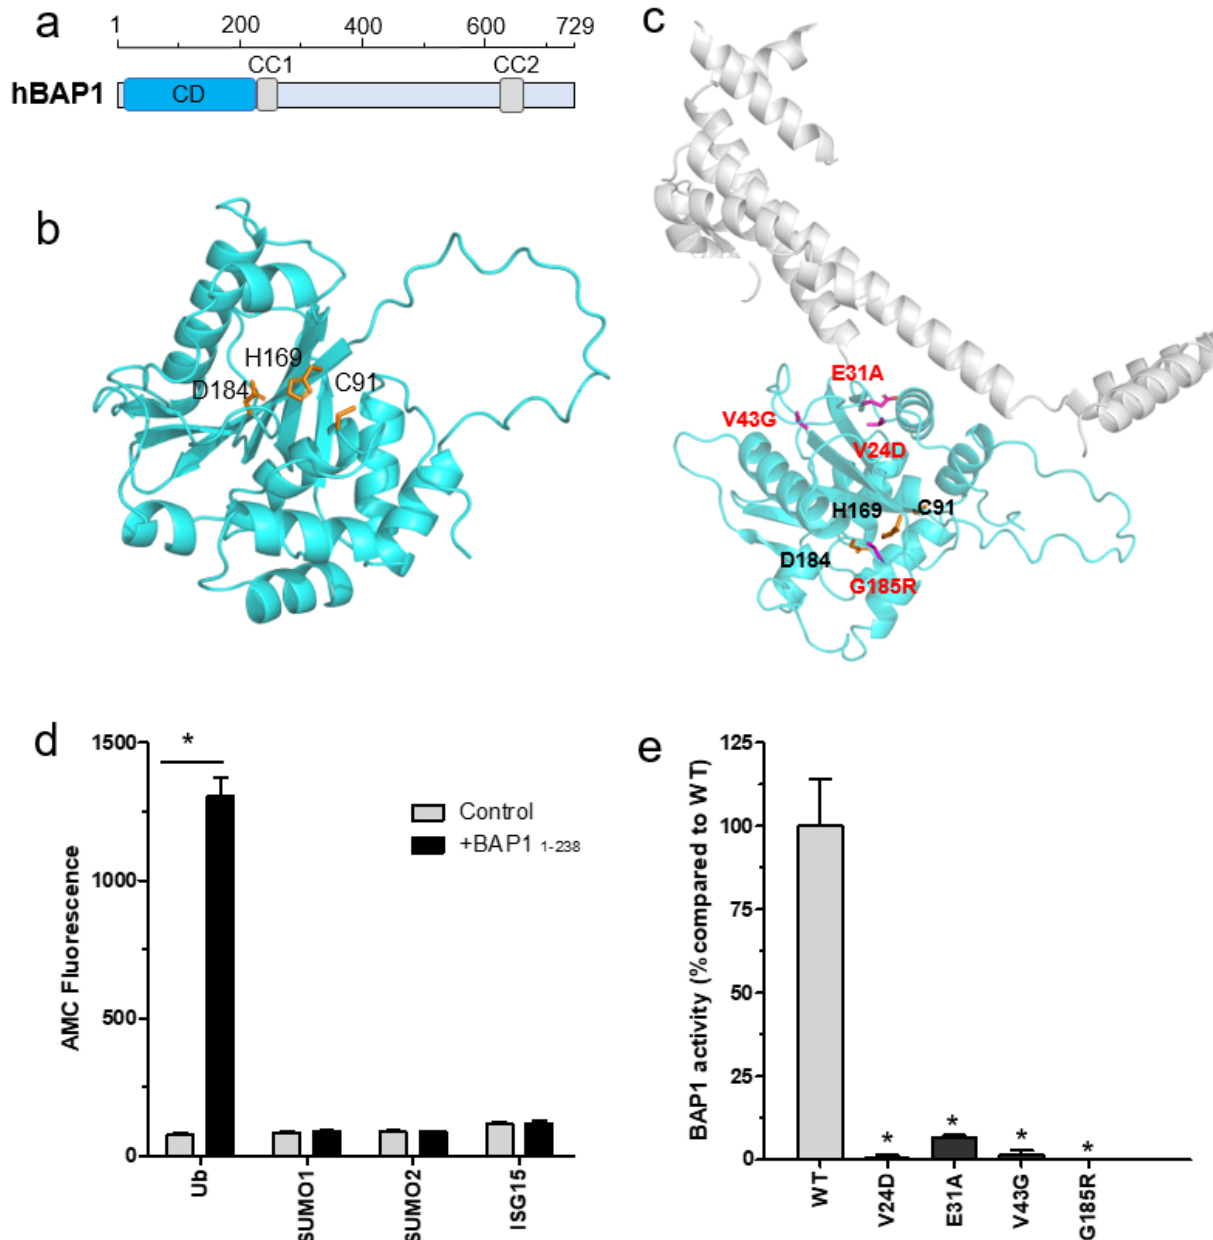 a
1 200 400 600 729
CC1 CC2
hBAP1 CD
b
H169
D184 C91
c
E31A
V43G
V24D
H169 C91
D184
G185R
d
*
1500
1000
500
0
AMC Fluorescence
Control
+BAP1 1-238
Ub
SUMO1
SUMO2
ISG15
e
125
100
75
50
25
0
BAP1 activity (% compared to WT)
* * * *
WT
V24D
E31A
V43G
G185R